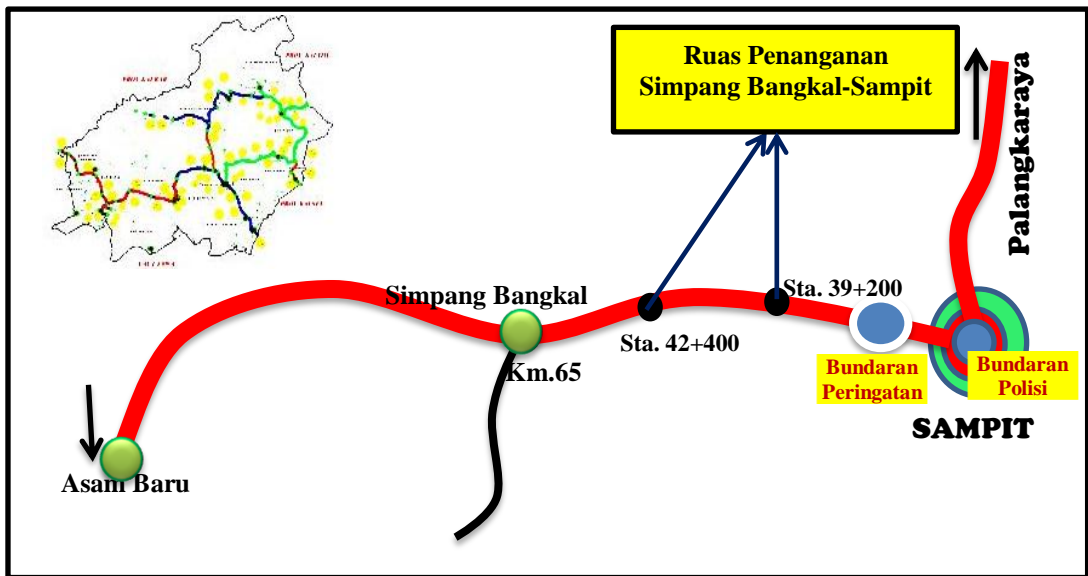 Ruas Penanganan
Simpang Bangkal-Sampit
Palangkaraya
Simpang Bangkal
Sta. 39+200
Sta. 42+400
Km.65
Bundaran
Peringatan
Bundaran
Polisi
SAMPIT
Asam Baru